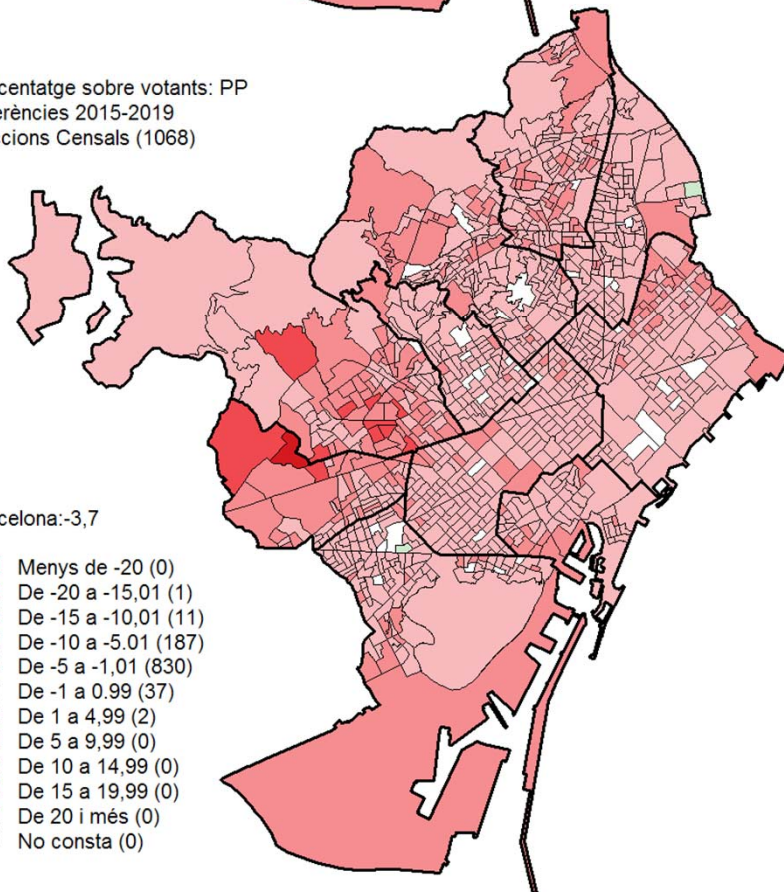 centatge sobre votants: PP
erències 2015-2019
ccions Censals (1068)
celona:-3,7
Menys de -20 (0)
De -20 a -15,01 (1)
De -15 a -10,01 (11)
De -10 a -5.01 (187)
De -5 a -1,01 (830)
De -1 a 0.99 (37)
De 1 a 4,99 (2)
De 5 a 9,99 (0)
De 10 a 14,99 (0)
De 15 a 19,99 (0)
De 20 i més (0)
No consta (0)